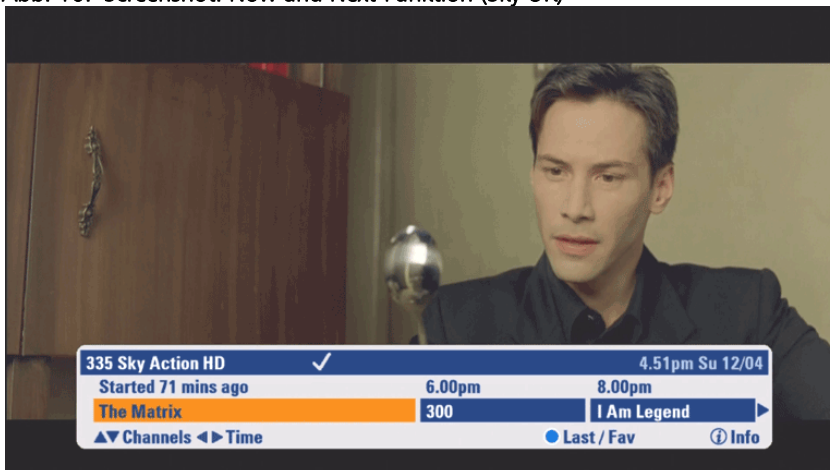 Abb. 16: Screenshot: Now and Next Funktion (Sky UK)
335 Sky Action HD ✓ 4.51pm Su 12/04
Started 71 mins ago 6.00pm 8.00pm
The Matrix 300 I Am Legend ▶
▲▼ Channels ◀▶ Time Last / Fav ⓘ Info